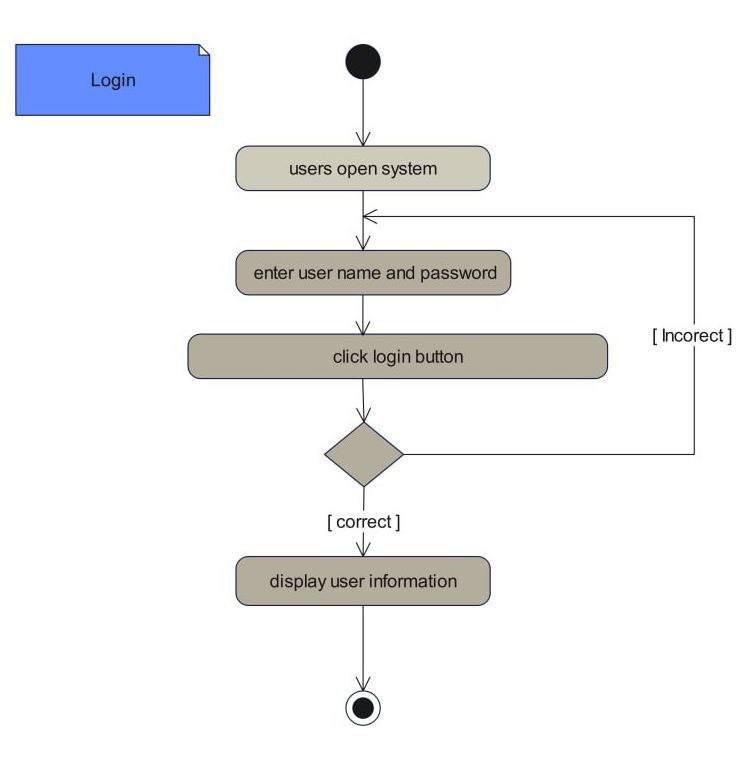 Login
users open system
enter user name and password
click login button
[ Incorect ]
[ correct ]
display user information